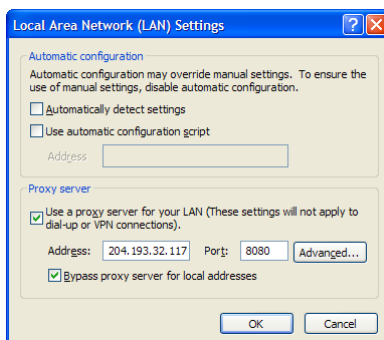 Local Area Network (LAN) Settings
Automatic configuration
Automatic configuration may override manual settings. To ensure the
use of manual settings, disable automatic configuration.
Automatically detect settings
Use automatic configuration script
Address
Proxy server
Use a proxy server for your LAN (These settings will not apply to
dial-up or VPN connections).
Address: 204.193.32.117 Port: 8080 Advanced...
Bypass proxy server for local addresses
OK Cancel